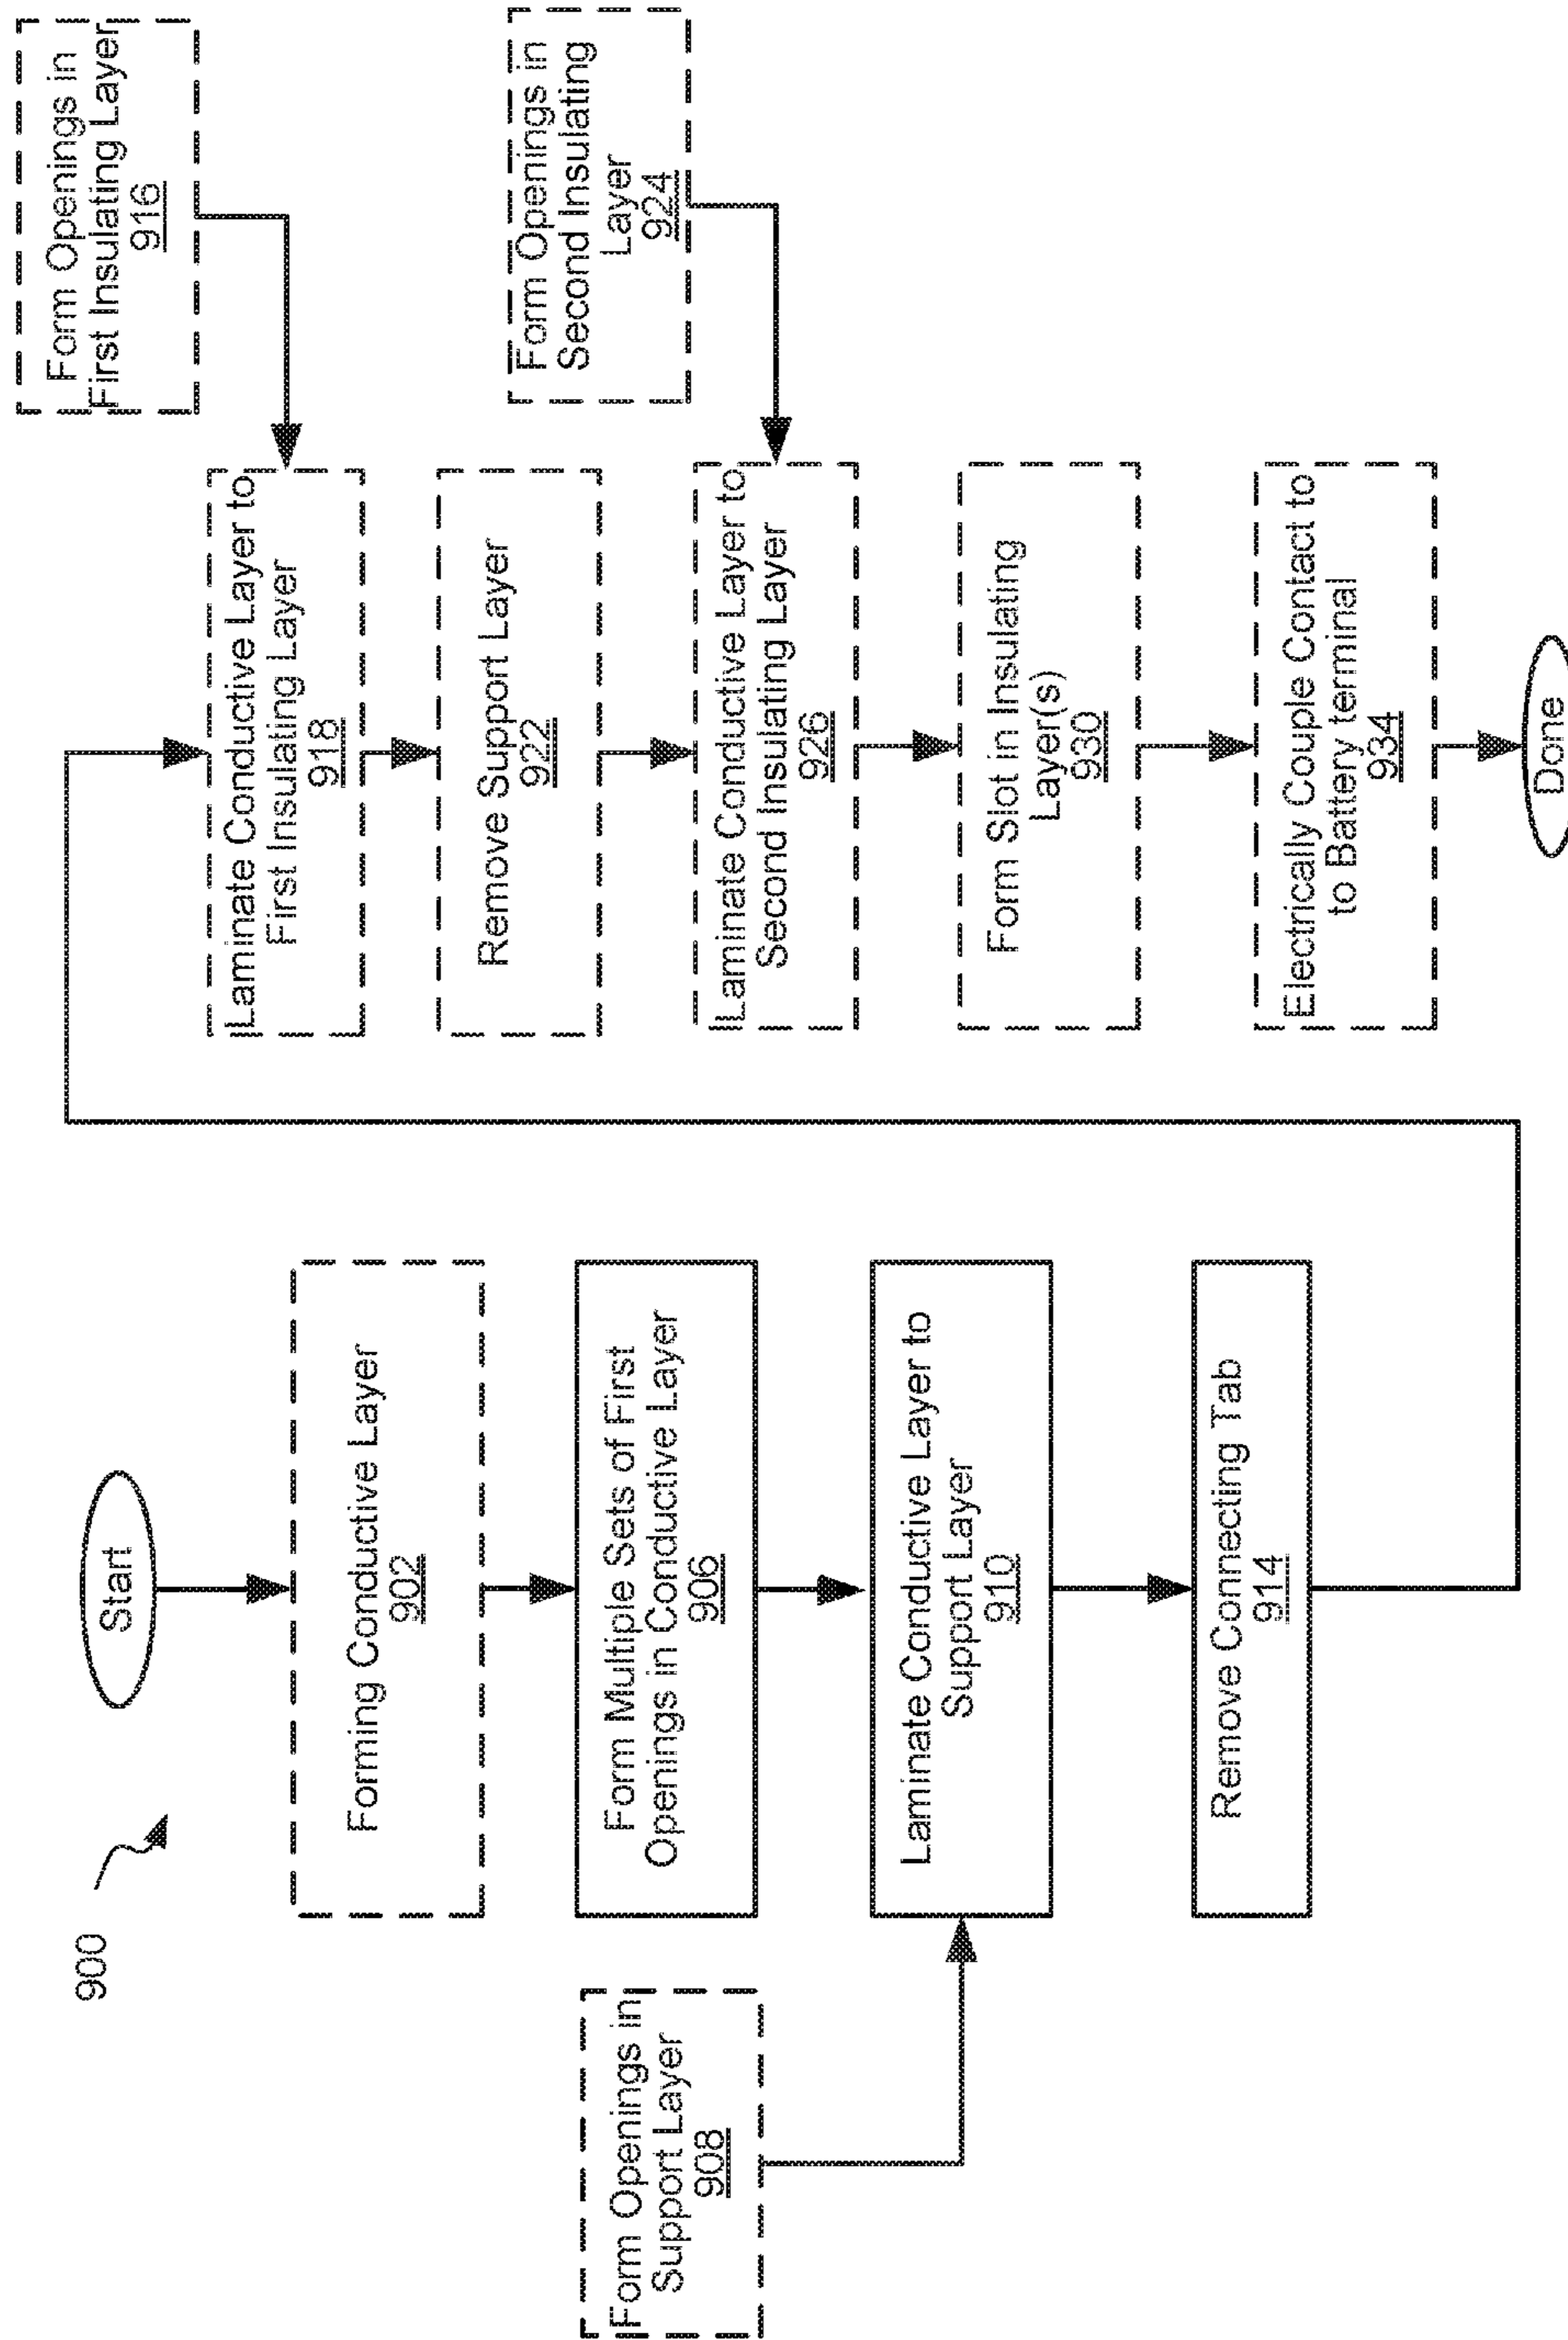 900
Start
Forming Conductive Layer
902
Form Multiple Sets of First
Openings in Conductive Layer
906
Form Openings in
Support Layer
908
Laminate Conductive Layer to
Support Layer
910
Remove Connecting Tab
914
Form Openings in
First Insulating Layer
916
Laminate Conductive Layer to
First Insulating Layer
918
Remove Support Layer
922
Form Openings in
Second Insulating
Layer
924
Laminate Conductive Layer to
Second Insulating Layer
926
Form Slot in Insulating
Layer(s)
930
Electrically Couple Contact to
to Battery terminal
934
Done